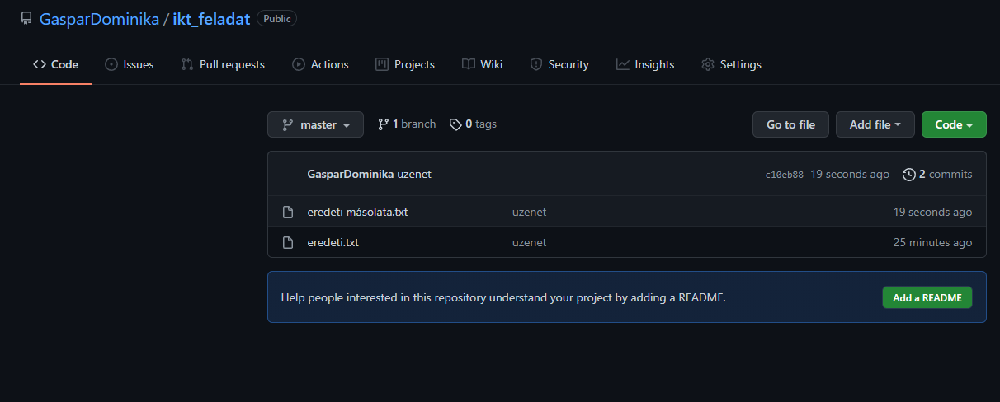 GasparDominika / ikt_feladat Public
Code Issues Pull requests Actions Projects Wiki Security Insights Settings
master 1 branch 0 tags Go to file Add file Code
GasparDominika uzenet c10eb88 19 seconds ago 2 commits
eredeti másolata.txt uzenet 19 seconds ago
eredeti.txt uzenet 25 minutes ago
Help people interested in this repository understand your project by adding a README. Add a README